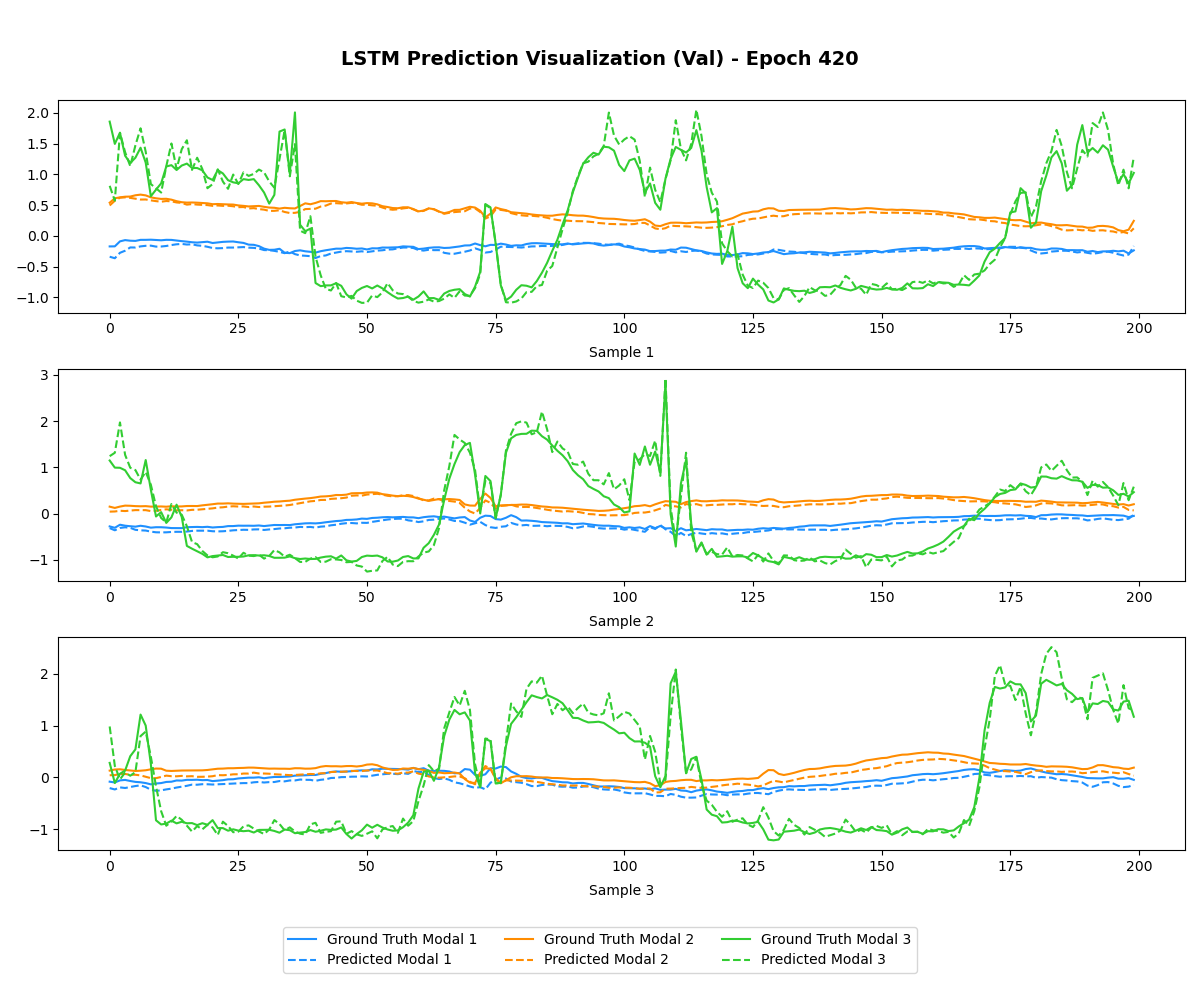 LSTM Prediction Visualization (Val) - Epoch 420
2.0
1.5
1.0
0.5
0.0
−0.5
−1.0
0 25 50 75 100 125 150 175 200
Sample 1
3
2
1
0
−1
0 25 50 75 100 125 150 175 200
Sample 2
2
1
0
−1
0 25 50 75 100 125 150 175 200
Sample 3
Ground Truth Modal 1 Ground Truth Modal 2 Ground Truth Modal 3
Predicted Modal 1 Predicted Modal 2 Predicted Modal 3